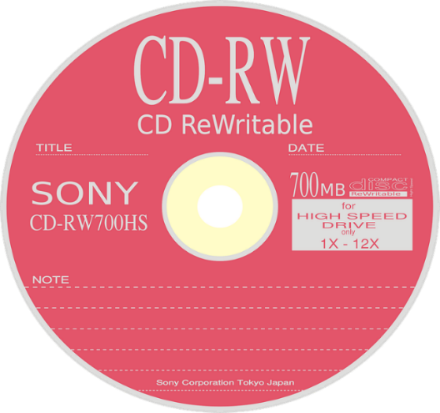 CD-RW
CD ReWritable
TITLE
DATE
SONY
CD-RW700HS
700MB
COMPACT
disc
ReWritable
for
HIGH SPEED
DRIVE
only
1X - 12X
NOTE
Sony Corporation Tokyo Japan